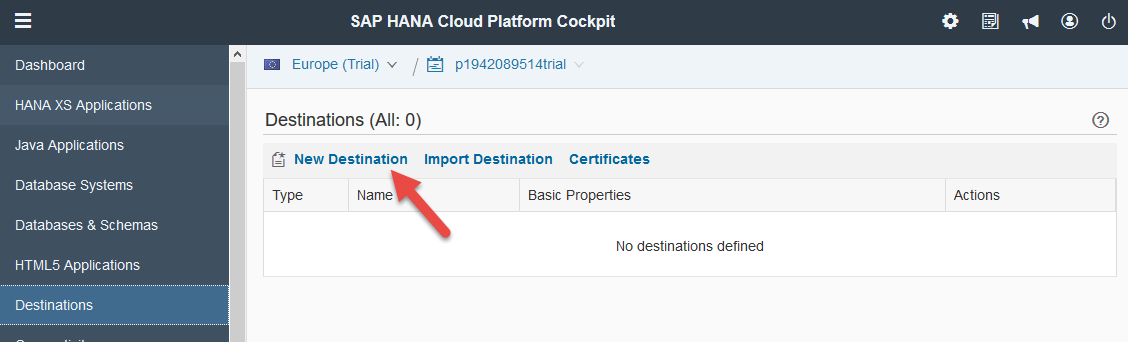 SAP HANA Cloud Platform Cockpit
Dashboard
HANA XS Applications
Java Applications
Database Systems
Databases & Schemas
HTML5 Applications
Destinations
Europe (Trial) / p1942089514trial
Destinations (All: 0)
New Destination Import Destination Certificates
Type Name Basic Properties Actions
No destinations defined